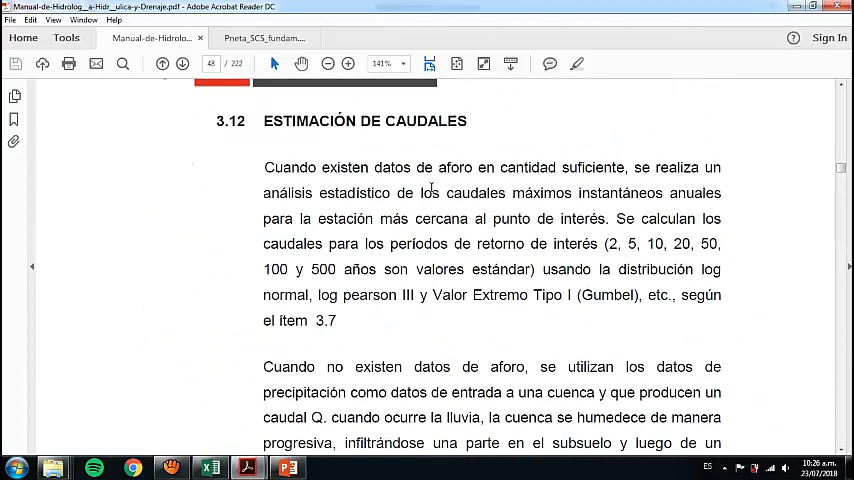 Manual-de-Hidrolog__a-Hidr__ulica-y-Drenaje.pdf - Adobe Acrobat Reader DC
File Edit View Window Help
Home Tools Manual-de-Hidrolo... × Pneta_SCS_fundam.... Sign In
48 / 222 141%
3.12 ESTIMACIÓN DE CAUDALES
Cuando existen datos de aforo en cantidad suficiente, se realiza un
análisis estadístico de los caudales máximos instantáneos anuales
para la estación más cercana al punto de interés. Se calculan los
caudales para los períodos de retorno de interés (2, 5, 10, 20, 50,
100 y 500 años son valores estándar) usando la distribución log
normal, log pearson III y Valor Extremo Tipo I (Gumbel), etc., según
el ítem 3.7
Cuando no existen datos de aforo, se utilizan los datos de
precipitación como datos de entrada a una cuenca y que producen un
caudal Q. cuando ocurre la lluvia, la cuenca se humedece de manera
progresiva, infiltrándose una parte en el subsuelo y luego de un
ES 10:26 a.m.
23/07/2018